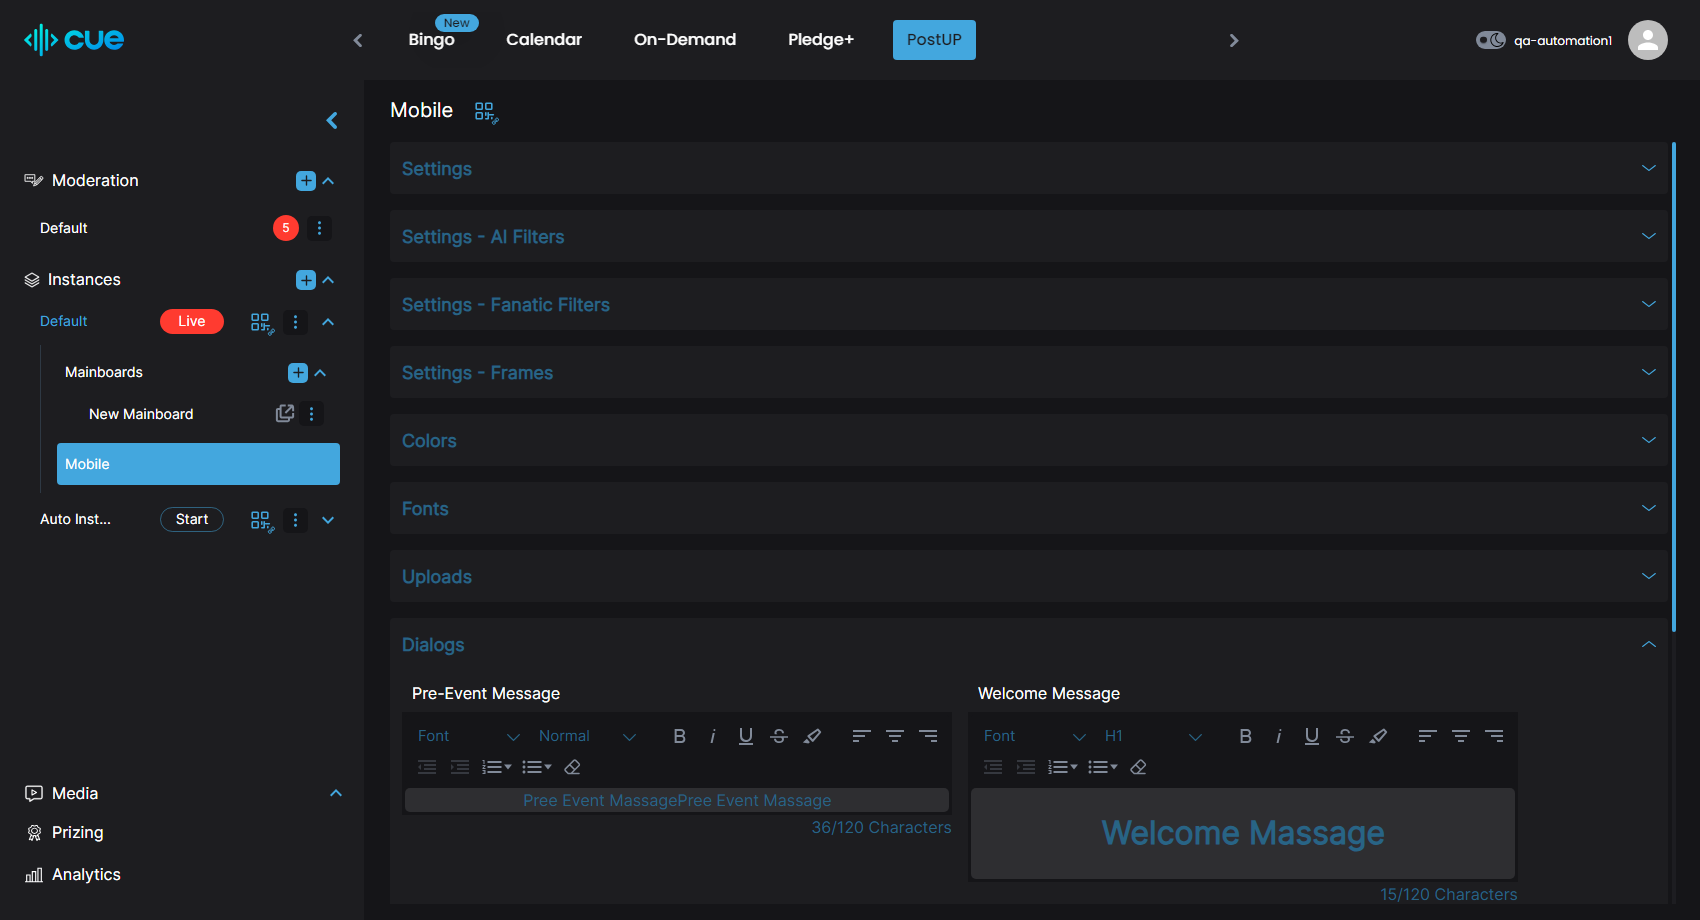 cue
New
Bingo
Calendar
On-Demand
Pledge+
PostUP
qa-automation1
Moderation
Default
5
Instances
Default
Live
Mainboards
New Mainboard
Mobile
Auto Inst...
Start
Media
Prizing
Analytics
Mobile
Settings
Settings - AI Filters
Settings - Fanatic Filters
Settings - Frames
Colors
Fonts
Uploads
Dialogs
Pre-Event Message
Font
Normal
B i U S
Pree Event MassagePree Event Massage
36/120 Characters
Welcome Message
Font
H1
B i U S
Welcome Massage
15/120 Characters